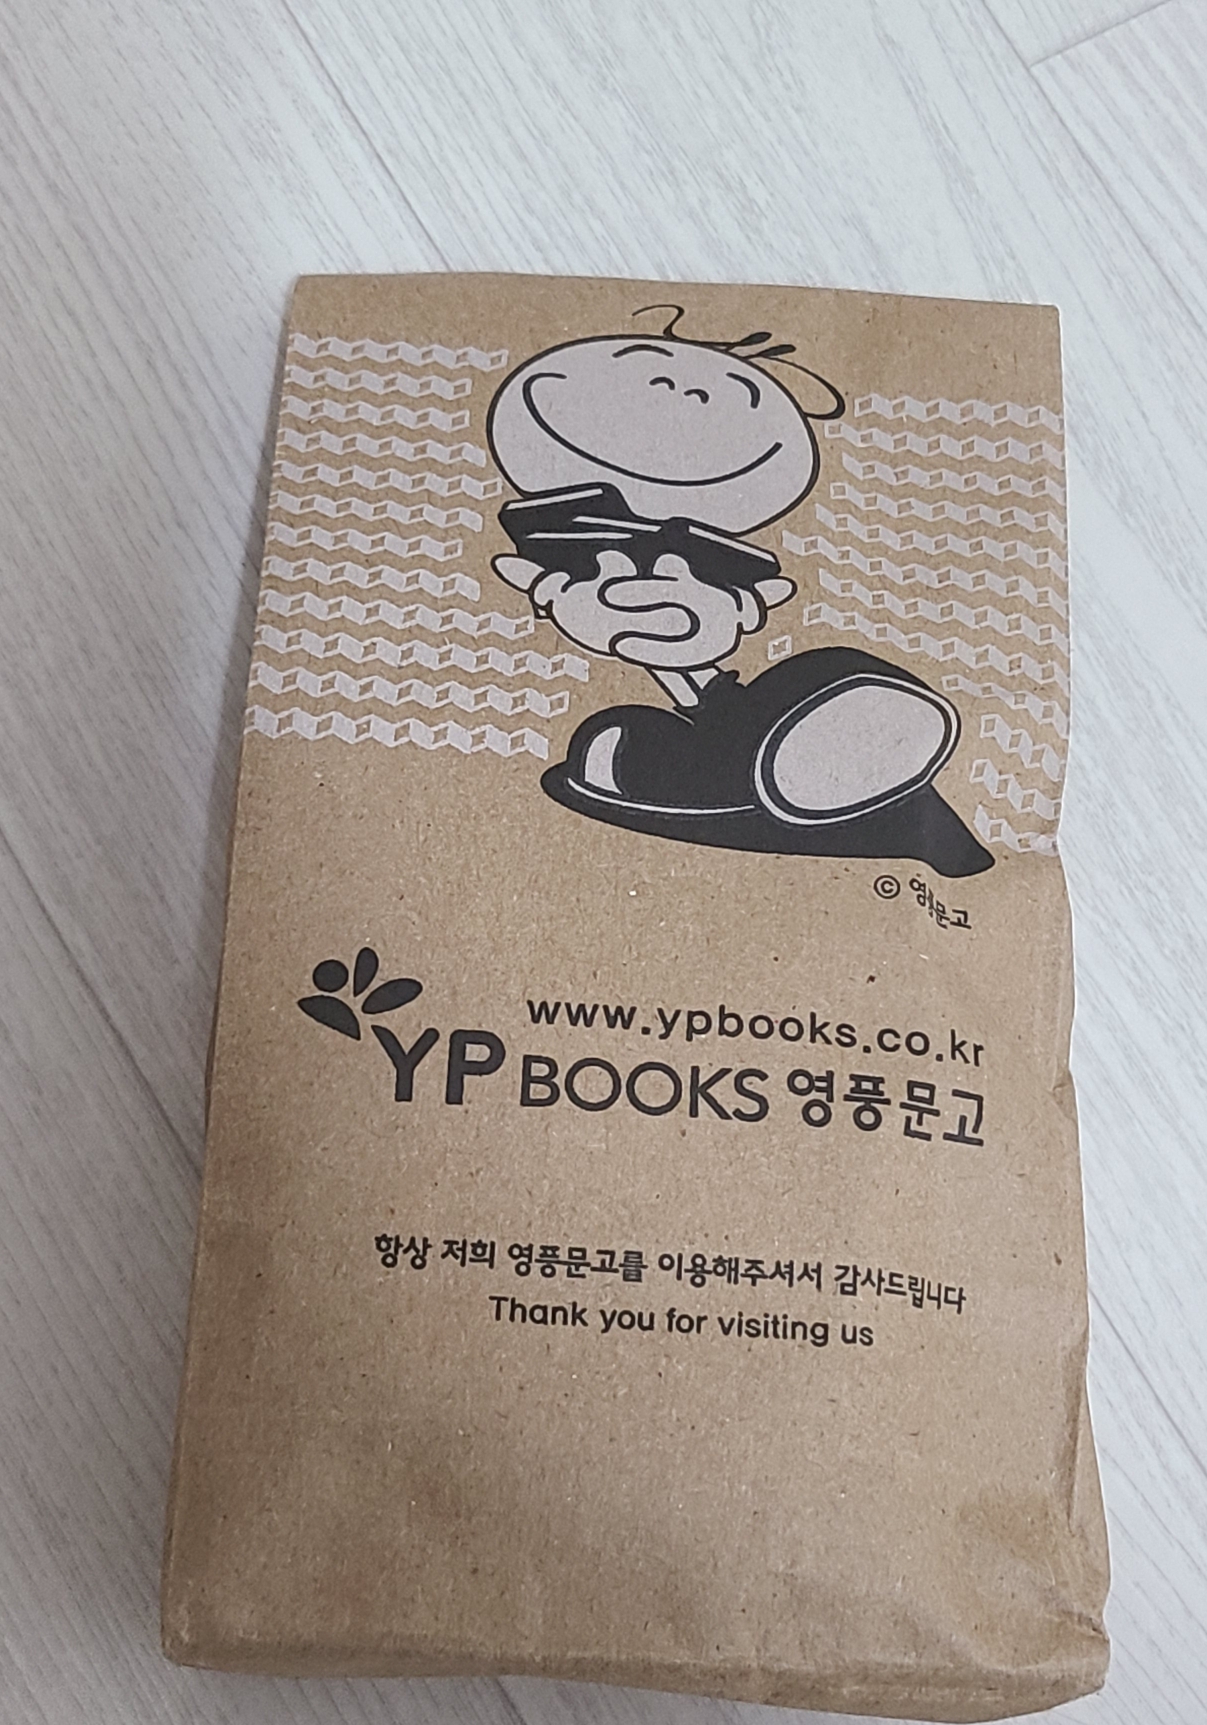 © 영풍문고
www.ypbooks.co.kr
YP BOOKS 영풍문고
항상 저희 영풍문고를 이용해주셔서 감사드립니다
Thank you for visiting us